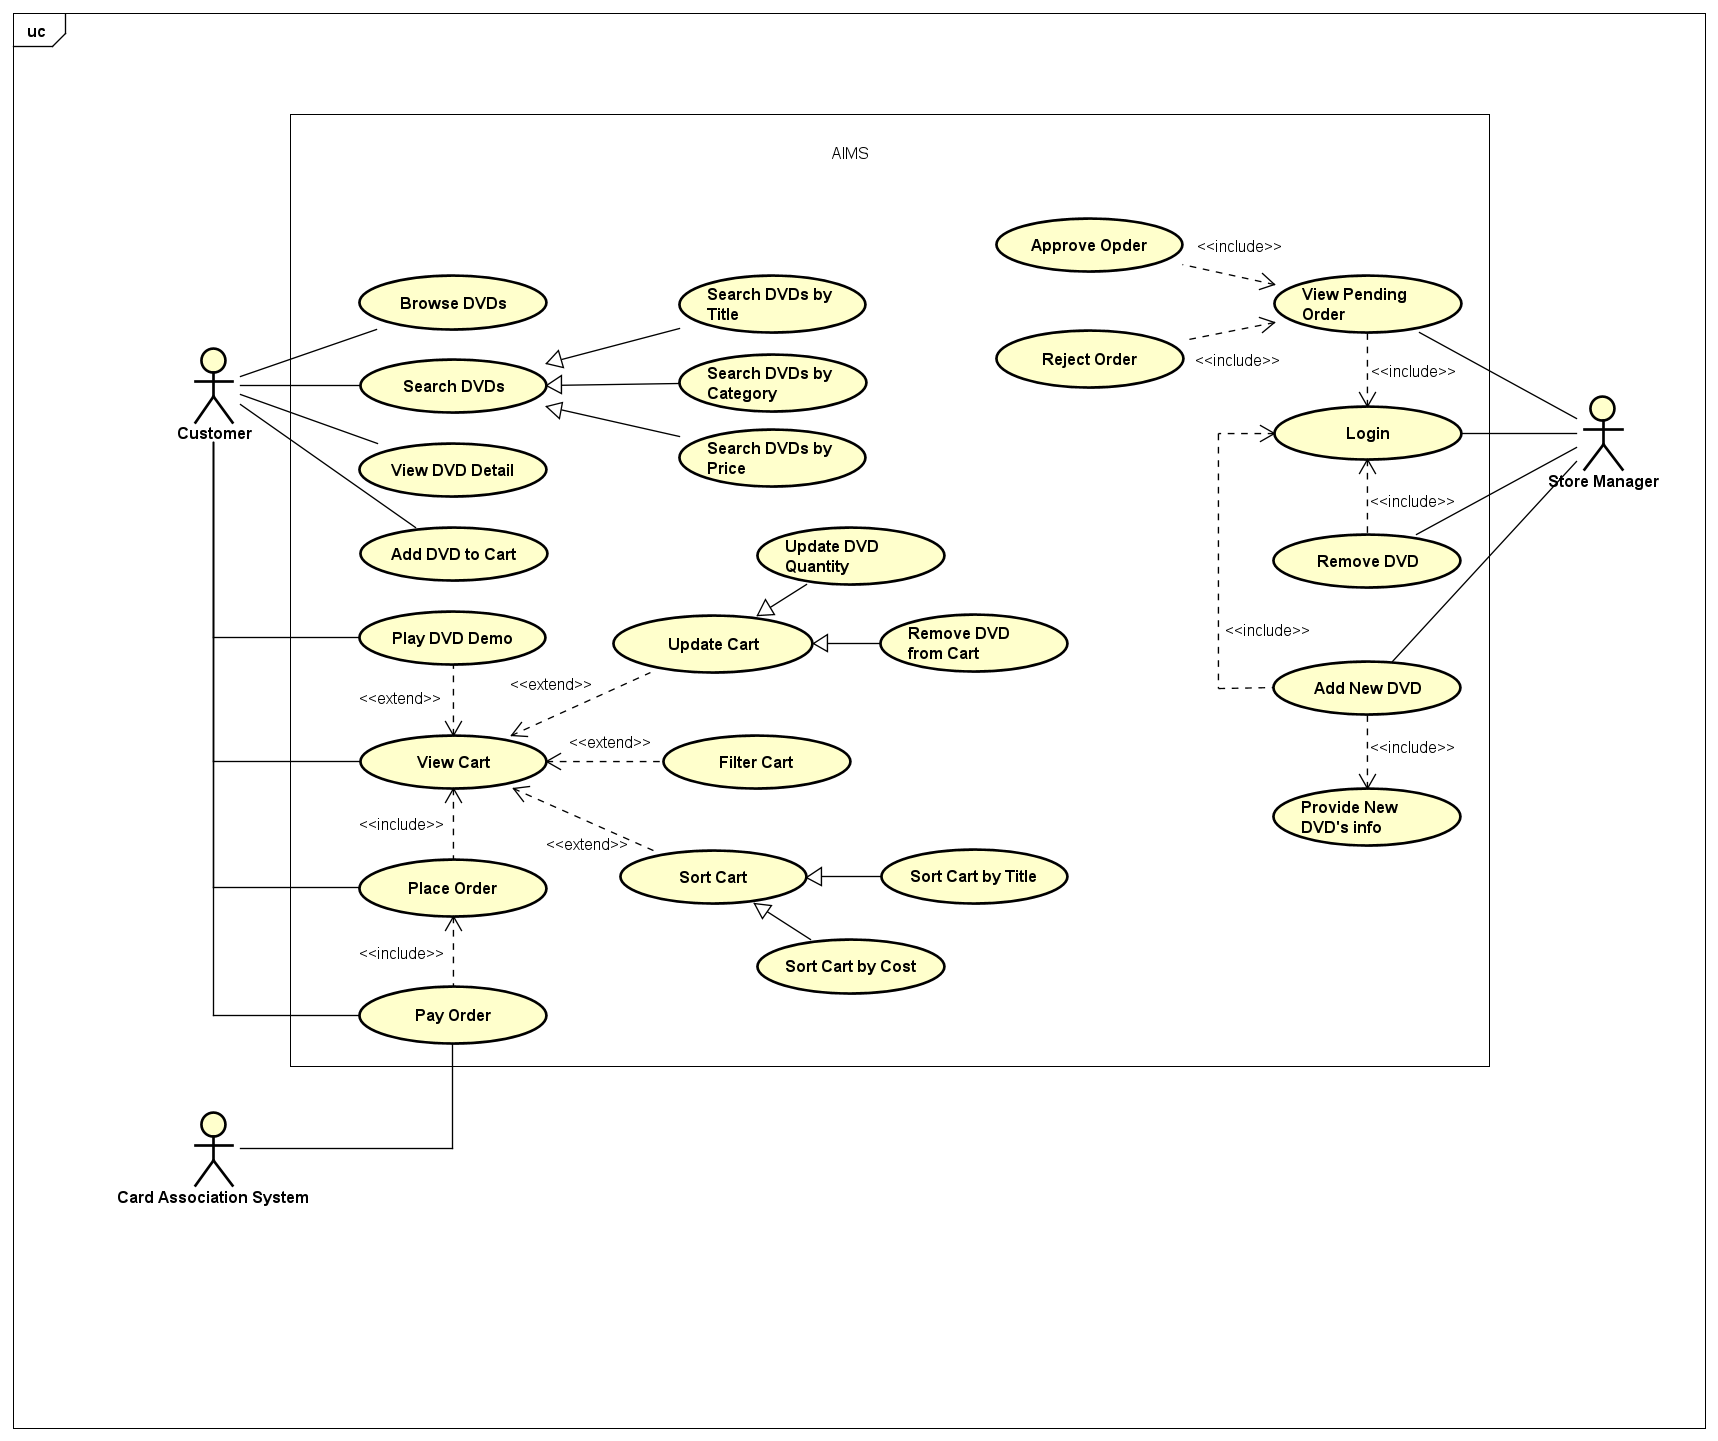 uc
AIMS
Approve Opder
<<include>>
Browse DVDs
Search DVDs by
Title
View Pending
Order
Reject Order
<<include>>
<<include>>
Search DVDs
Search DVDs by
Category
Customer
Login
Search DVDs by
Price
View DVD Detail
Store Manager
<<include>>
Add DVD to Cart
Update DVD
Quantity
Remove DVD
Play DVD Demo
Update Cart
Remove DVD
from Cart
<<include>>
<<extend>>
<<extend>>
Add New DVD
<<extend>>
<<include>>
View Cart
Filter Cart
Provide New
DVD's info
<<include>>
<<extend>>
Place Order
Sort Cart
Sort Cart by Title
<<include>>
Sort Cart by Cost
Pay Order
Card Association System